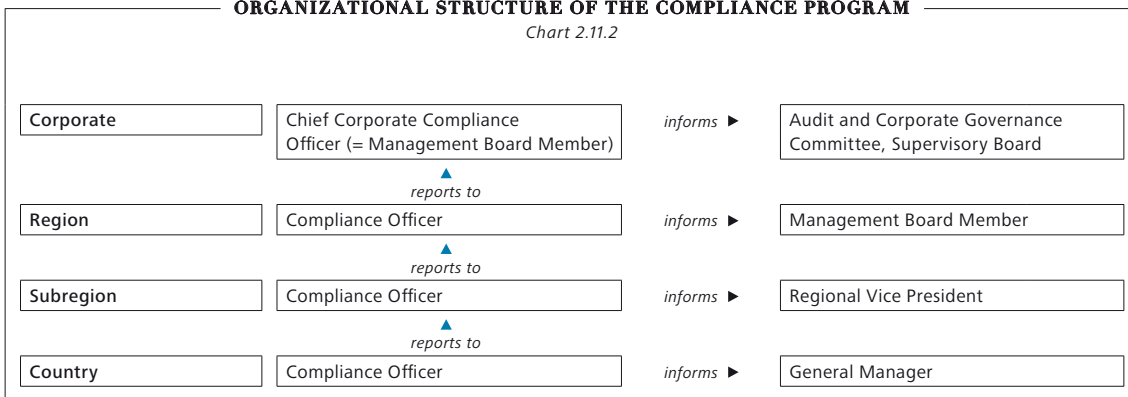 ORGANIZATIONAL STRUCTURE OF THE COMPLIANCE PROGRAM
Chart 2.11.2
Corporate
Chief Corporate Compliance
Officer (= Management Board Member)
informs ►
Audit and Corporate Governance
Committee, Supervisory Board
▲
reports to
Region
Compliance Officer
informs ►
Management Board Member
▲
reports to
Subregion
Compliance Officer
informs ►
Regional Vice President
▲
reports to
Country
Compliance Officer
informs ►
General Manager